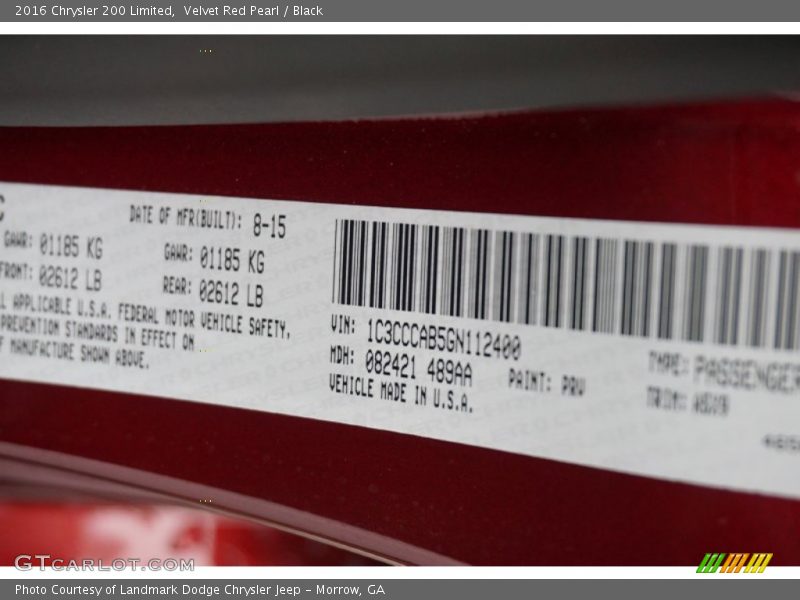 2016 Chrysler 200 Limited, Velvet Red Pearl / Black
DATE OF MFR(BUILT): 8-15
GAWR: 01185 KG GAWR: 01185 KG
FRONT: 02612 LB REAR: 02612 LB
APPLICABLE U.S.A. FEDERAL MOTOR VEHICLE SAFETY,
PREVENTION STANDARDS IN EFFECT ON
MANUFACTURE SHOWN ABOVE.
VIN: 1C3CCCAB5GN112400
MDH: 082421 489AA
PAINT: PRV
VEHICLE MADE IN U.S.A.
TYPE: PASSENGER
TRIM:
GTCARLOT.COM
Photo Courtesy of Landmark Dodge Chrysler Jeep – Morrow, GA